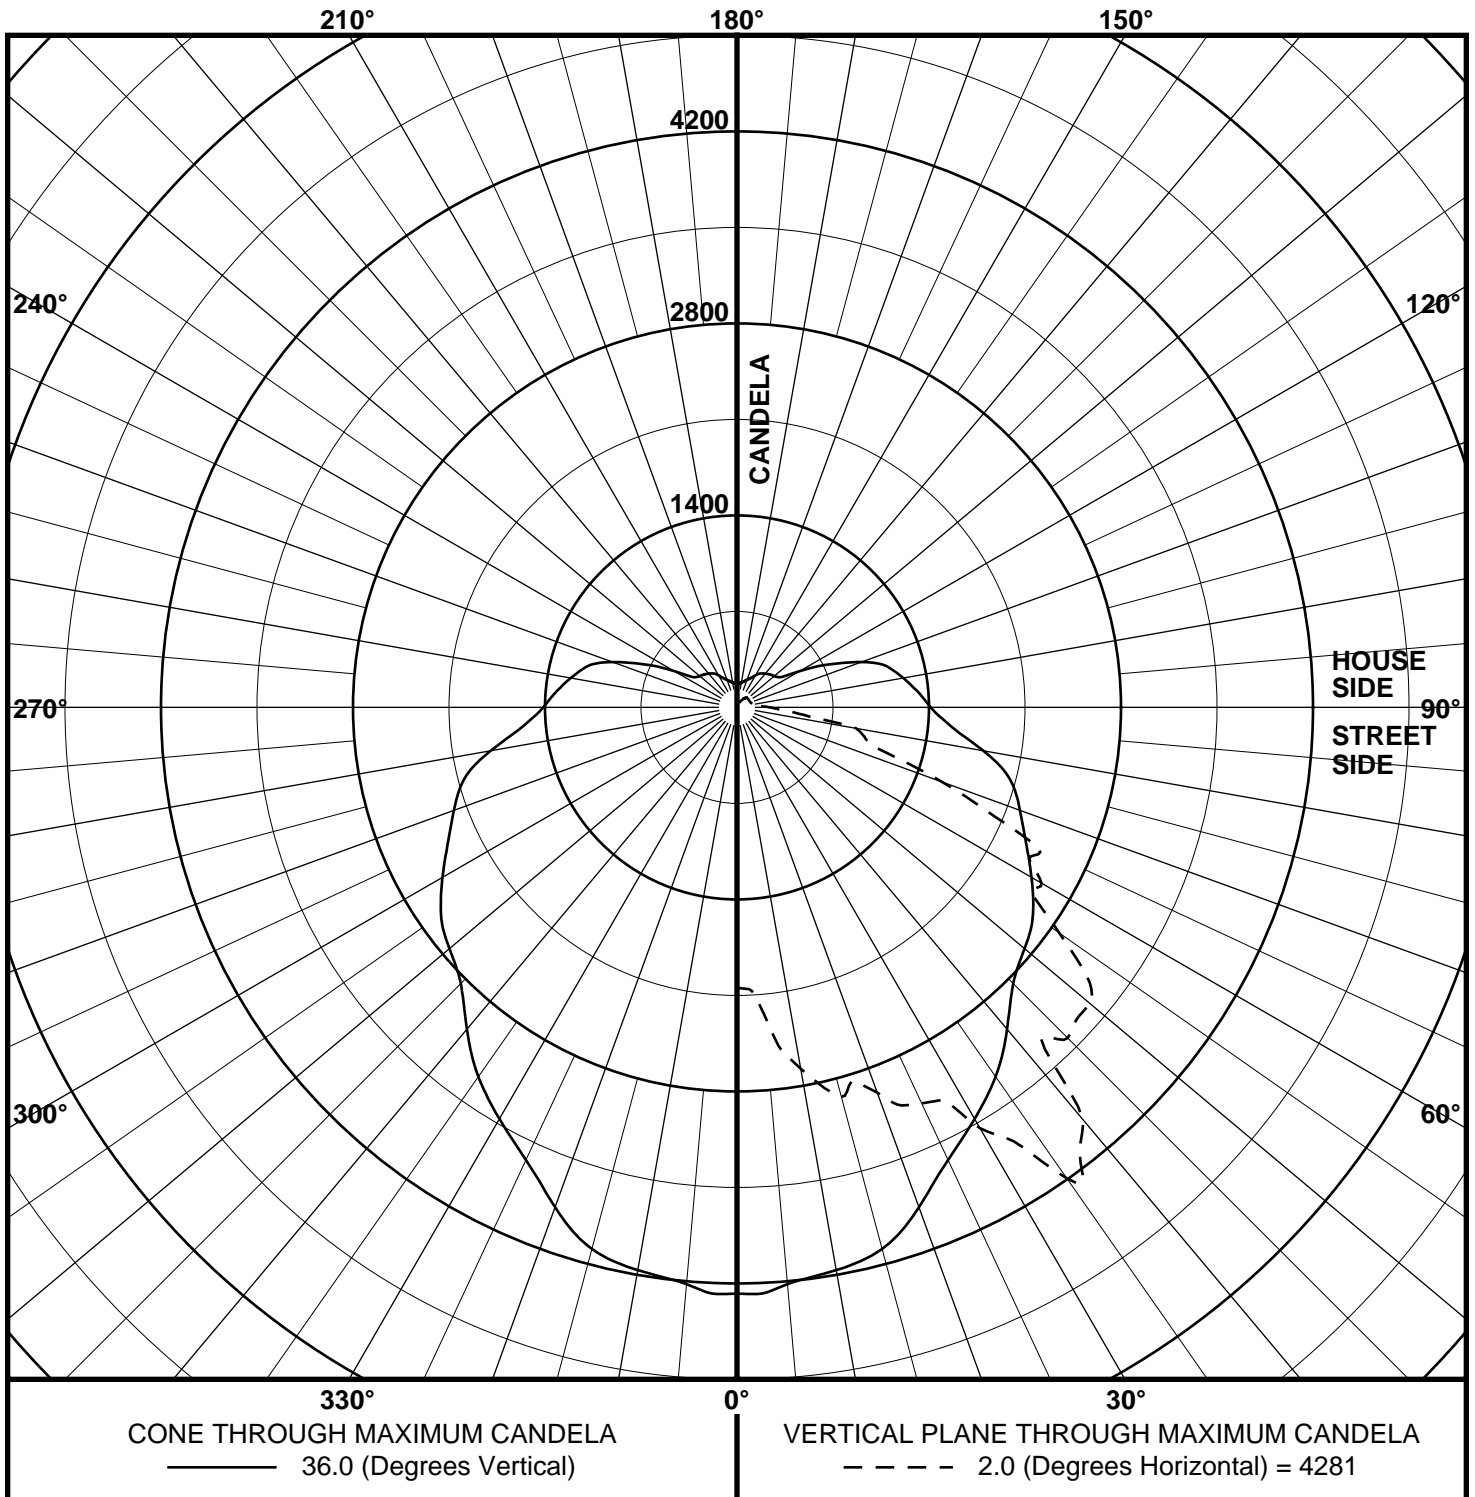 210°
180°
150°
4200
240°
120°
2800
CANDELA
1400
HOUSE
SIDE
270°
90°
STREET
SIDE
300°
60°
330°
0°
30°
CONE THROUGH MAXIMUM CANDELA
36.0 (Degrees Vertical)
VERTICAL PLANE THROUGH MAXIMUM CANDELA
2.0 (Degrees Horizontal) = 4281